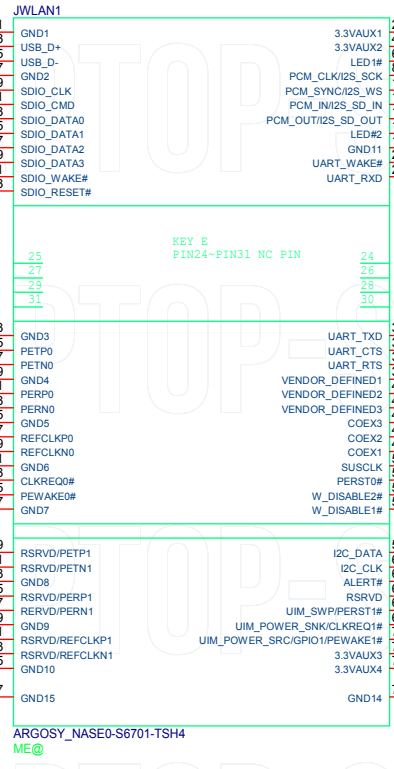 JWLAN1
GND1 3.3VAUX1
USB_D+ 3.3VAUX2
USB_D- LED1#
GND2 PCM_CLK/I2S_SCK
SDIO_CLK PCM_SYNC/I2S_WS
SDIO_CMD PCM_IN/I2S_SD_IN
SDIO_DATA0 PCM_OUT/I2S_SD_OUT
SDIO_DATA1 LED#2
SDIO_DATA2 GND11
SDIO_DATA3 UART_WAKE#
SDIO_WAKE# UART_RXD
SDIO_RESET#
KEY E
PIN24~PIN31 NC PIN
25 24
27 26
29 28
31 30
GND3 UART_TXD
PETP0 UART_CTS
PETN0 UART_RTS
GND4 VENDOR_DEFINED1
PERP0 VENDOR_DEFINED2
PERN0 VENDOR_DEFINED3
GND5 COEX3
REFCLKP0 COEX2
REFCLKN0 COEX1
GND6 SUSCLK
CLKREQ0# PERST0#
PEWAKE0# W_DISABLE2#
GND7 W_DISABLE1#
RSRVD/PETP1 I2C_DATA
RSRVD/PETN1 I2C_CLK
GND8 ALERT#
RSRVD/PERP1 RSRVD
RERVD/PERN1 UIM_SWP/PERST1#
GND9 UIM_POWER_SNK/CLKREQ1#
RSRVD/REFCLKP1 UIM_POWER_SRC/GPIO1/PEWAKE1#
RSRVD/REFCLKN1 3.3VAUX3
GND10 3.3VAUX4
GND15 GND14
ARGOSY_NASE0-S6701-TSH4
ME@